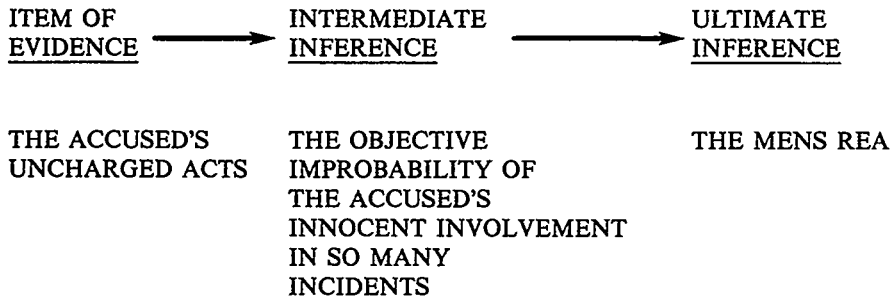 ITEM OF EVIDENCE
INTERMEDIATE INFERENCE
ULTIMATE INFERENCE
THE ACCUSED'S
UNCHARGED ACTS
THE OBJECTIVE
IMPROBABILITY OF
THE ACCUSED'S
INNOCENT INVOLVEMENT
IN SO MANY
INCIDENTS
THE MENS REA